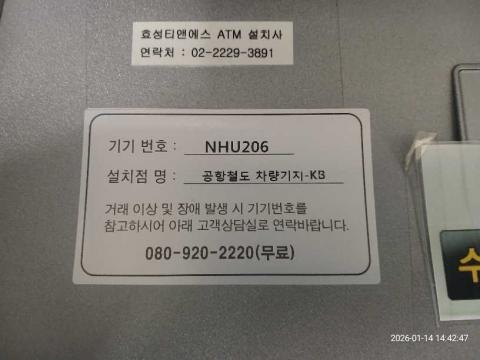 효성티앤에스 ATM 설치사
연락처 : 02-2229-3891
기기 번호 : NHU206
설치점 명 : 공항철도 차량기지-KB
거래 이상 및 장애 발생 시 기기번호를
참고하시어 아래 고객상담실로 연락바랍니다.
080-920-2220(무료)
수
2026-01-14 14:42:47